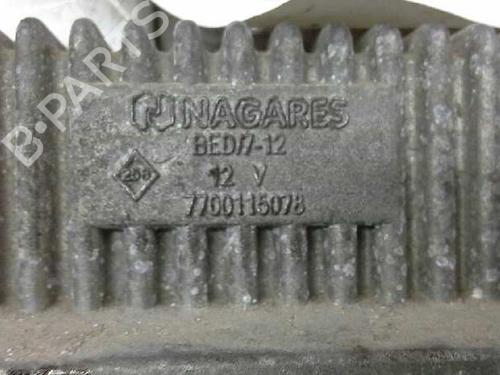 B-PARTS
NAGARES
BED/7-12
12 V
7700115078